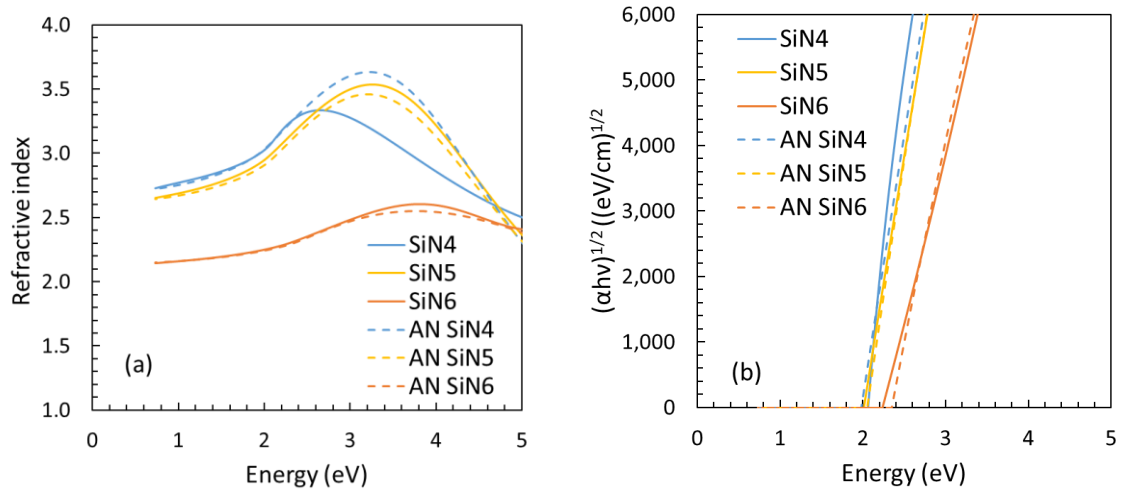 4.0
3.5
3.0
2.5
2.0
1.5
1.0
Refractive index
0 1 2 3 4 5
Energy (eV)
(a)
SiN4
SiN5
SiN6
AN SiN4
AN SiN5
AN SiN6
6,000
5,000
4,000
3,000
2,000
1,000
0
(αhν)^1/2 ((eV/cm)^1/2
0 1 2 3 4 5
Energy (eV)
(b)
SiN4
SiN5
SiN6
AN SiN4
AN SiN5
AN SiN6